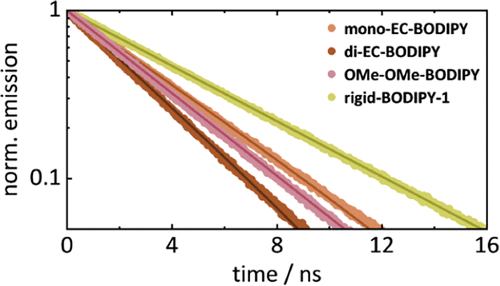 1
mono-EC-BODIPY
di-EC-BODIPY
OMe-OMe-BODIPY
rigid-BODIPY-1
norm. emission
0.1
0 4 8 12 16
time / ns